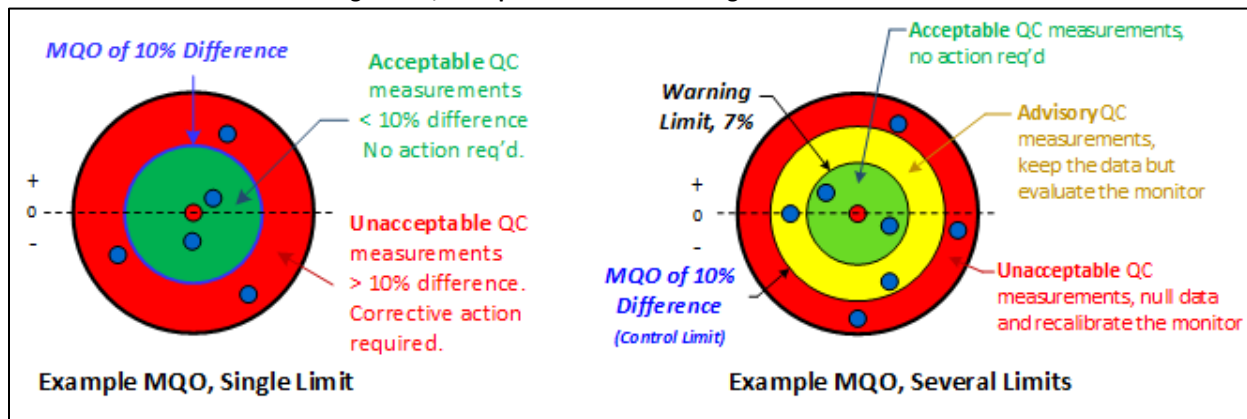 MQO of 10% Difference
Acceptable QC
measurements
< 10% difference
No action req'd.
+
0
-
Unacceptable QC
measurements
> 10% difference.
Corrective action
required.
Example MQO, Single Limit
Acceptable QC measurements,
no action req'd
Warning
Limit, 7%
Advisory QC
measurements,
keep the data but
evaluate the monitor
+
0
-
MQO of 10%
Difference
(Control Limit)
Unacceptable QC
measurements, null data
and recalibrate the monitor
Example MQO, Several Limits